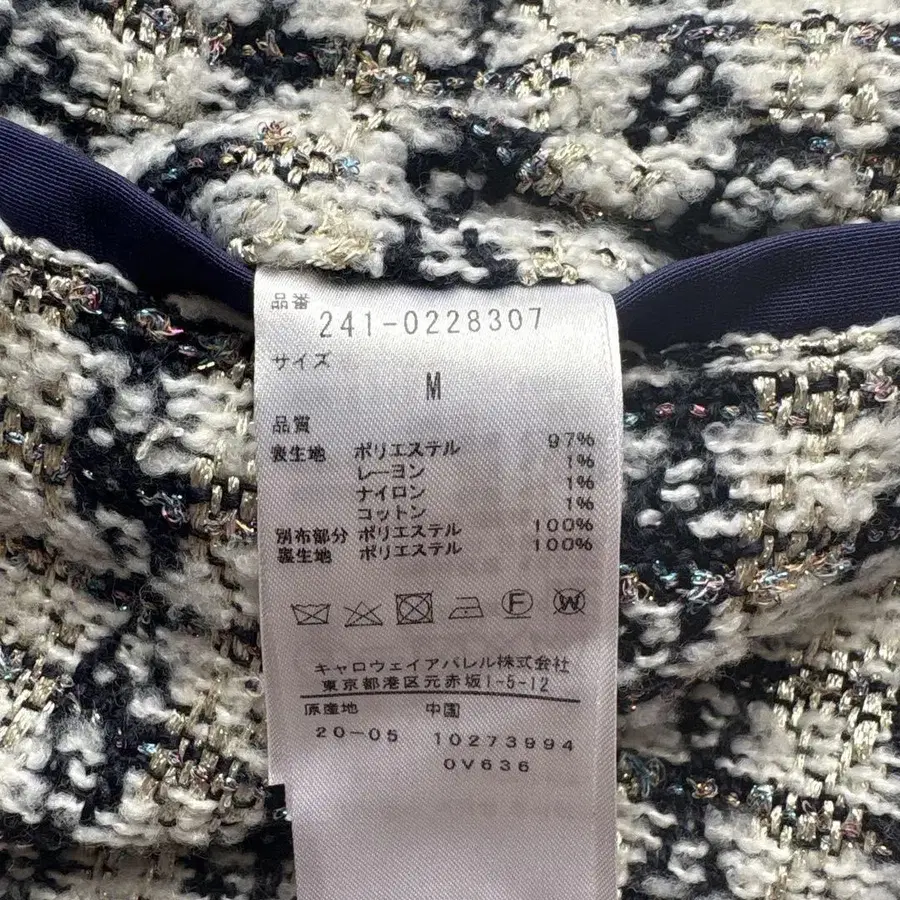 品番
241-0228307
サイズ
M
品質
表生地 ポリエステル 97%
レーヨン 1%
ナイロン 1%
コットン 1%
別布部分 ポリエステル 100%
裏生地 ポリエステル 100%
F W
キャロウェイアパレル株式会社
東京都港区元赤坂1-5-12
原産地 中国
20-05 10273994
0V636